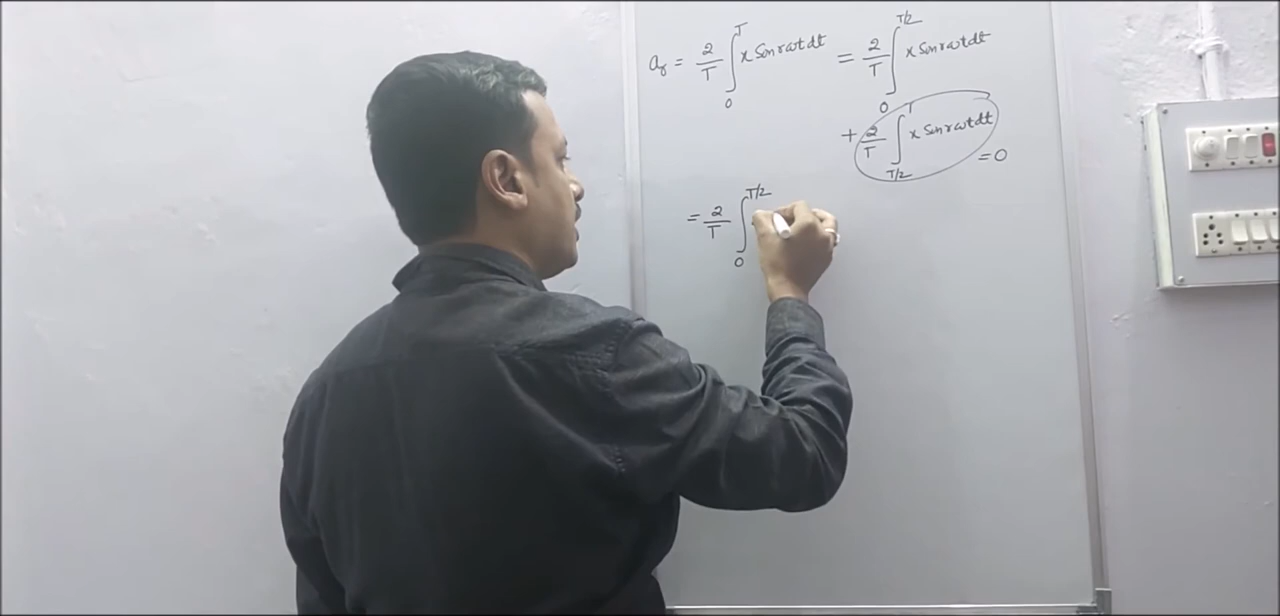 a_r = 2/T ∫_0^T x Sin rωt dt = 2/T ∫_0^{T/2} x Sin rωt dt
+ 2/T ∫_{T/2}^T x Sin rωt dt = 0
= 2/T ∫_0^{T/2}